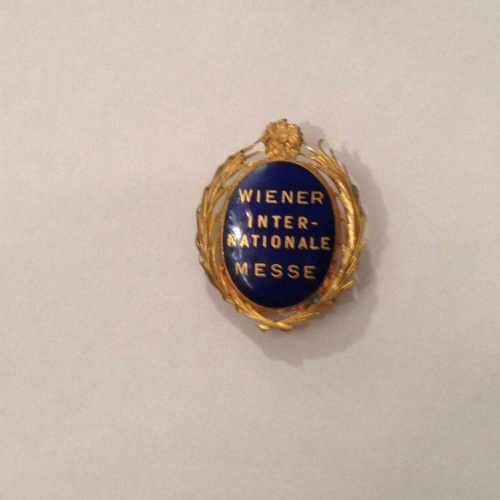 WIENER
INTER-
NATIONALE
MESSE